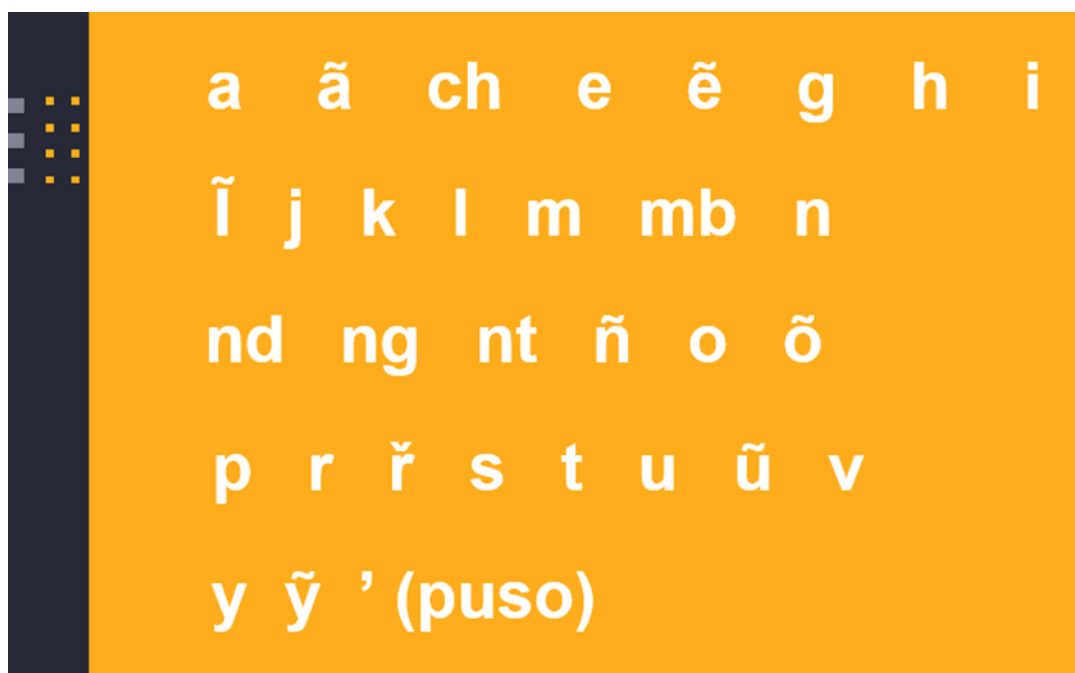 a ã ch e ẽ g h i
Ĩ j k l m mb n
nd ng nt ñ o õ
p r ř s t u ũ v
y ỹ ’ (puso)